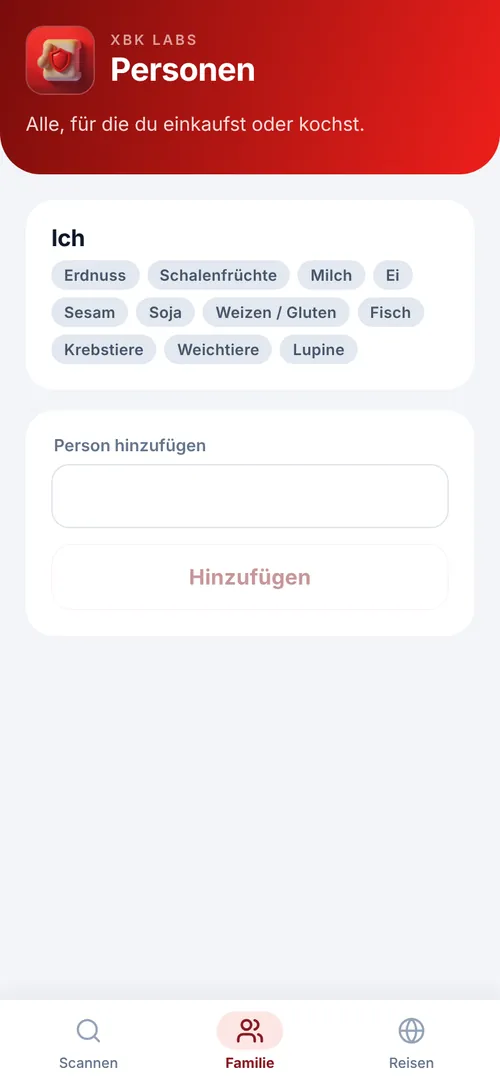 XBK LABS
Personen
Alle, für die du einkaufst oder kochst.
Ich
Erdnuss Schalenfrüchte Milch Ei
Sesam Soja Weizen / Gluten Fisch
Krebstiere Weichtiere Lupine
Person hinzufügen
Hinzufügen
Scannen Familie Reisen